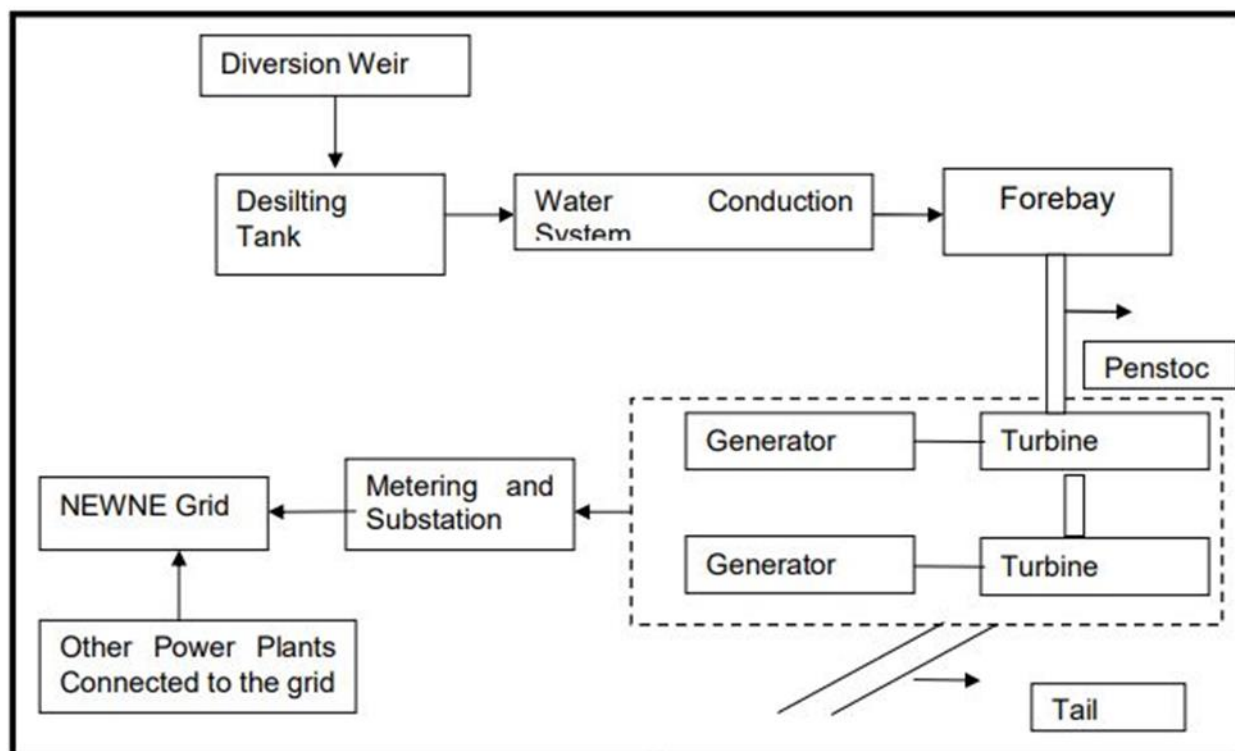 Diversion Weir
Desilting
Tank
Water Conduction
System
Forebay
Penstoc
Generator
Turbine
NEWNE Grid
Metering and
Substation
Generator
Turbine
Other Power Plants
Connected to the grid
Tail